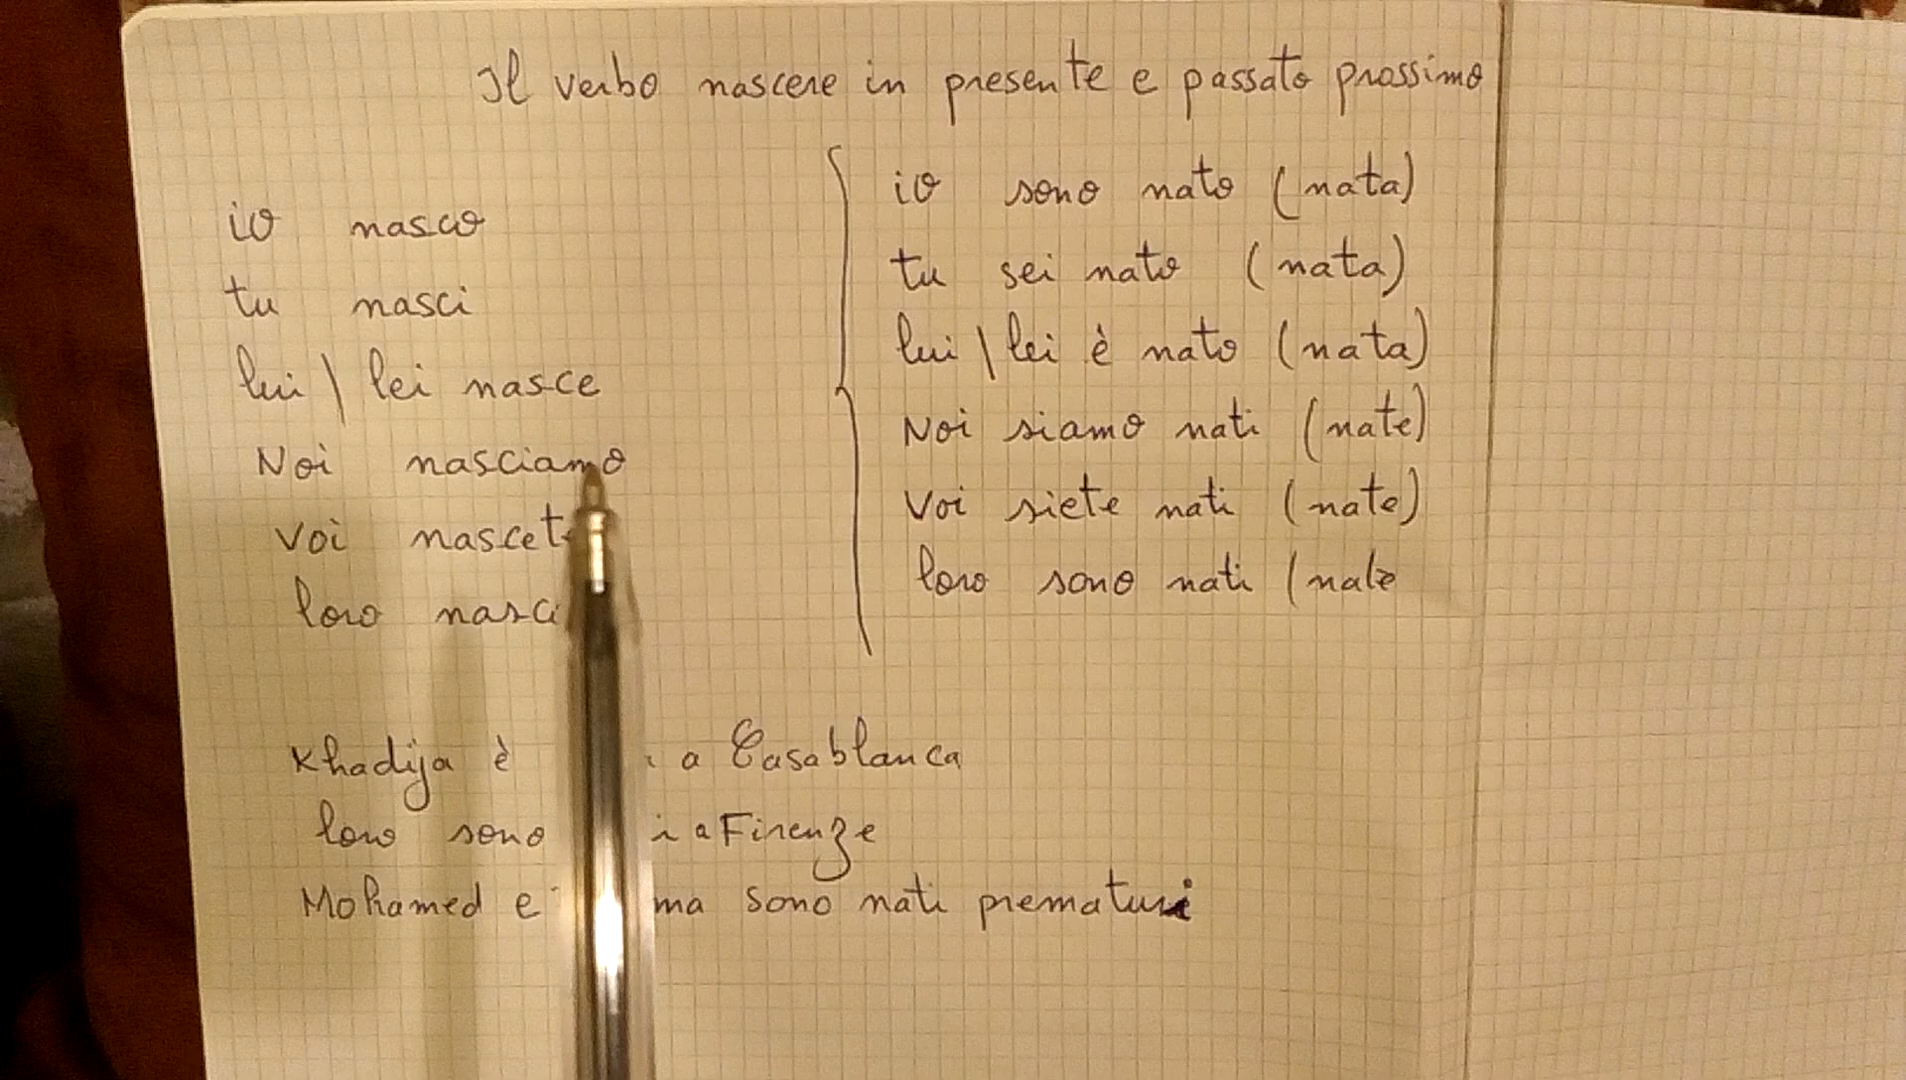 Il verbo nascere in presente e passato prossimo
io nasco
tu nasci
lui \ lei nasce
Noi nasciamo
Voi
loro
io sono nato (nata)
tu sei nato (nata)
lui \ lei è nato (nata)
Noi siamo nati (nate)
Voi siete nati (nate)
loro sono nati (nate
Khadija è a Casablanca
loro sono a Firenze
Mohamed e sono nati prematuri